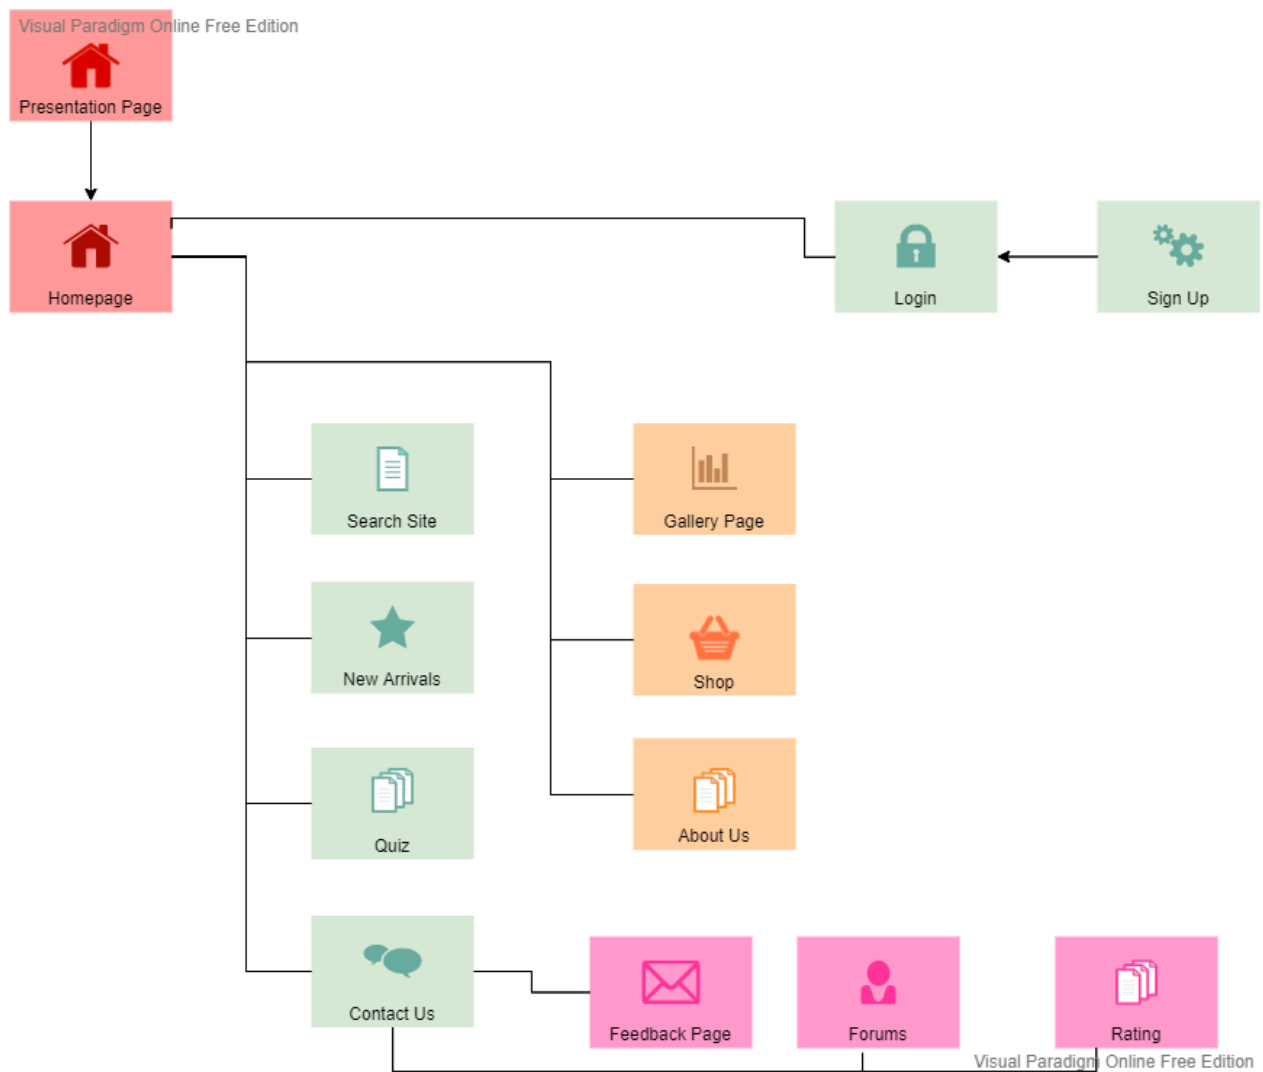 Visual Paradigm Online Free Edition
Presentation Page
Homepage
Login
Sign Up
Search Site
Gallery Page
New Arrivals
Shop
Quiz
About Us
Contact Us
Feedback Page
Forums
Rating
Visual Paradigm Online Free Edition